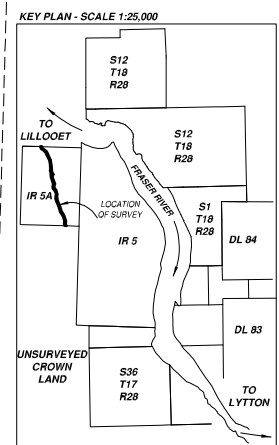 KEY PLAN - SCALE 1:25,000
S12
T18
R28
TO
LILLOOET
S12
T18
R28
FRASER RIVER
IR 5A
LOCATION
OF SURVEY
S1
T18
R28
DL 84
IR 5
DL 83
UNSURVEYED
CROWN
LAND
S36
T17
R28
TO
LYTTON